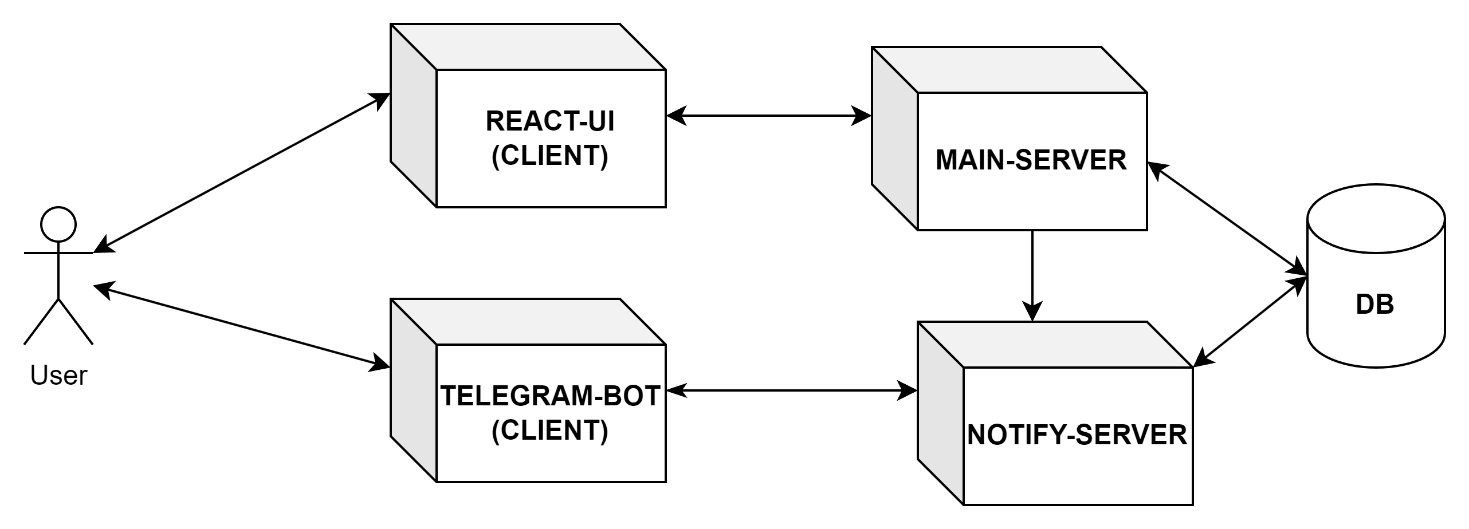 REACT-UI
(CLIENT)
MAIN-SERVER
User
TELEGRAM-BOT
(CLIENT)
NOTIFY-SERVER
DB